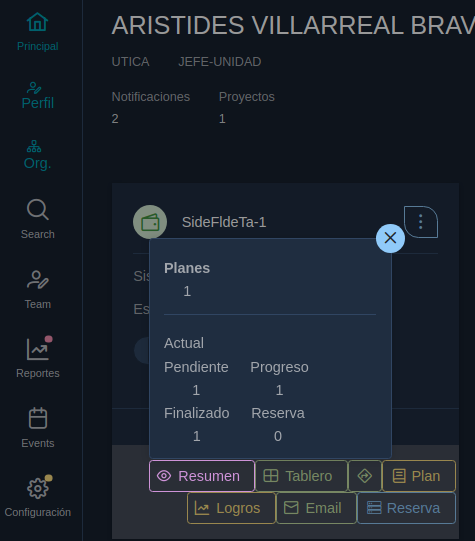 ARISTIDES VILLARREAL BRAV
UTICA JEFE-UNIDAD
Notificaciones Proyectos
2 1
Principal
Perfil
Org.
Search
Team
Reportes
Events
Configuración
SideFldeTa-1
Sis
Es
Planes
1
Actual
Pendiente Progreso
1 1
Finalizado Reserva
1 0
Resumen Tablero Plan
Logros Email Reserva